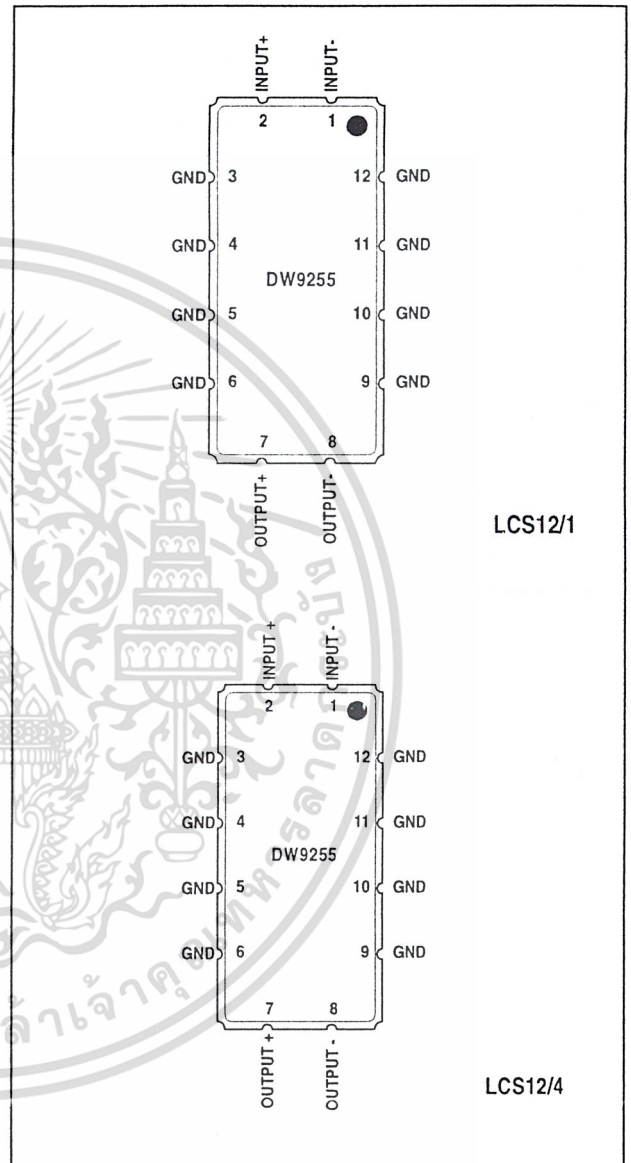 INPUT+ INPUT-
2 1
GND 3 12 GND
GND 4 11 GND
DW9255
GND 5 10 GND
GND 6 9 GND
7 8
OUTPUT+ OUTPUT-
LCS12/1
INPUT + INPUT -
2 1
GND 3 12 GND
GND 4 11 GND
DW9255
GND 5 10 GND
GND 6 9 GND
7 8
OUTPUT + OUTPUT -
LCS12/4